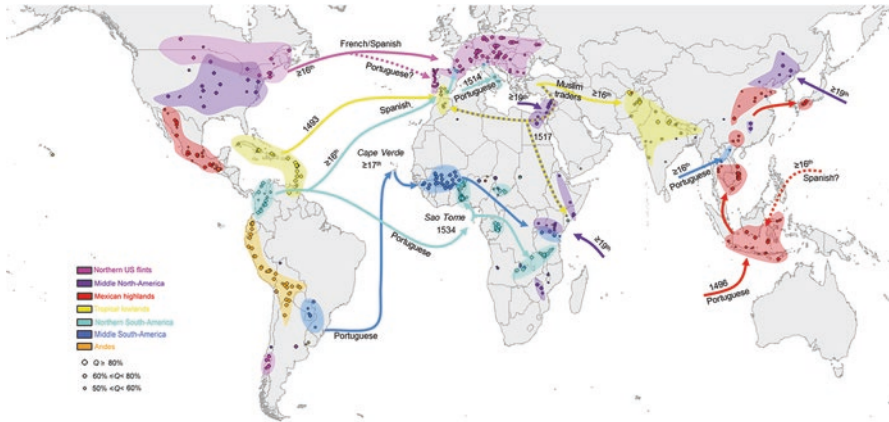 French/Spanish
≥16th
Portuguese?
1514
Portuguese
Muslim
traders
≥16th
≥19th
1517
≥19th
1493
Spanish
≥16th
Cape Verde
≥17th
Sao Tome
1534
Portuguese
Portuguese
≥19th
≥16th
Portuguese
≥16th
Spanish?
1496
Portuguese
Northern US flints
Middle North-America
Mexican highlands
Tropical lowlands
Northern South-America
Middle South-America
Andes
Q ≥ 80%
60% ≤Q< 80%
50% ≤Q< 60%